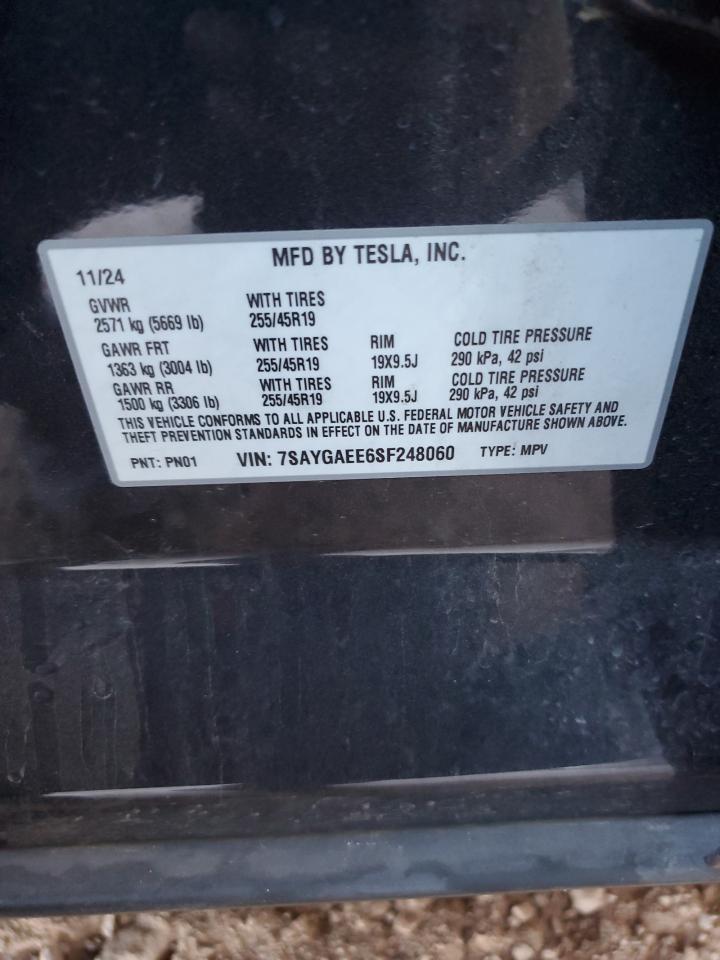 MFD BY TESLA, INC.
11/24
GVWR WITH TIRES
2571 kg (5669 lb) 255/45R19
GAWR FRT WITH TIRES RIM COLD TIRE PRESSURE
1363 kg (3004 lb) 255/45R19 19X9.5J 290 kPa, 42 psi
GAWR RR WITH TIRES RIM COLD TIRE PRESSURE
1500 kg (3306 lb) 255/45R19 19X9.5J 290 kPa, 42 psi
THIS VEHICLE CONFORMS TO ALL APPLICABLE U.S. FEDERAL MOTOR VEHICLE SAFETY AND
THEFT PREVENTION STANDARDS IN EFFECT ON THE DATE OF MANUFACTURE SHOWN ABOVE.
PNT: PN01 VIN: 7SAYGAEE6SF248060 TYPE: MPV